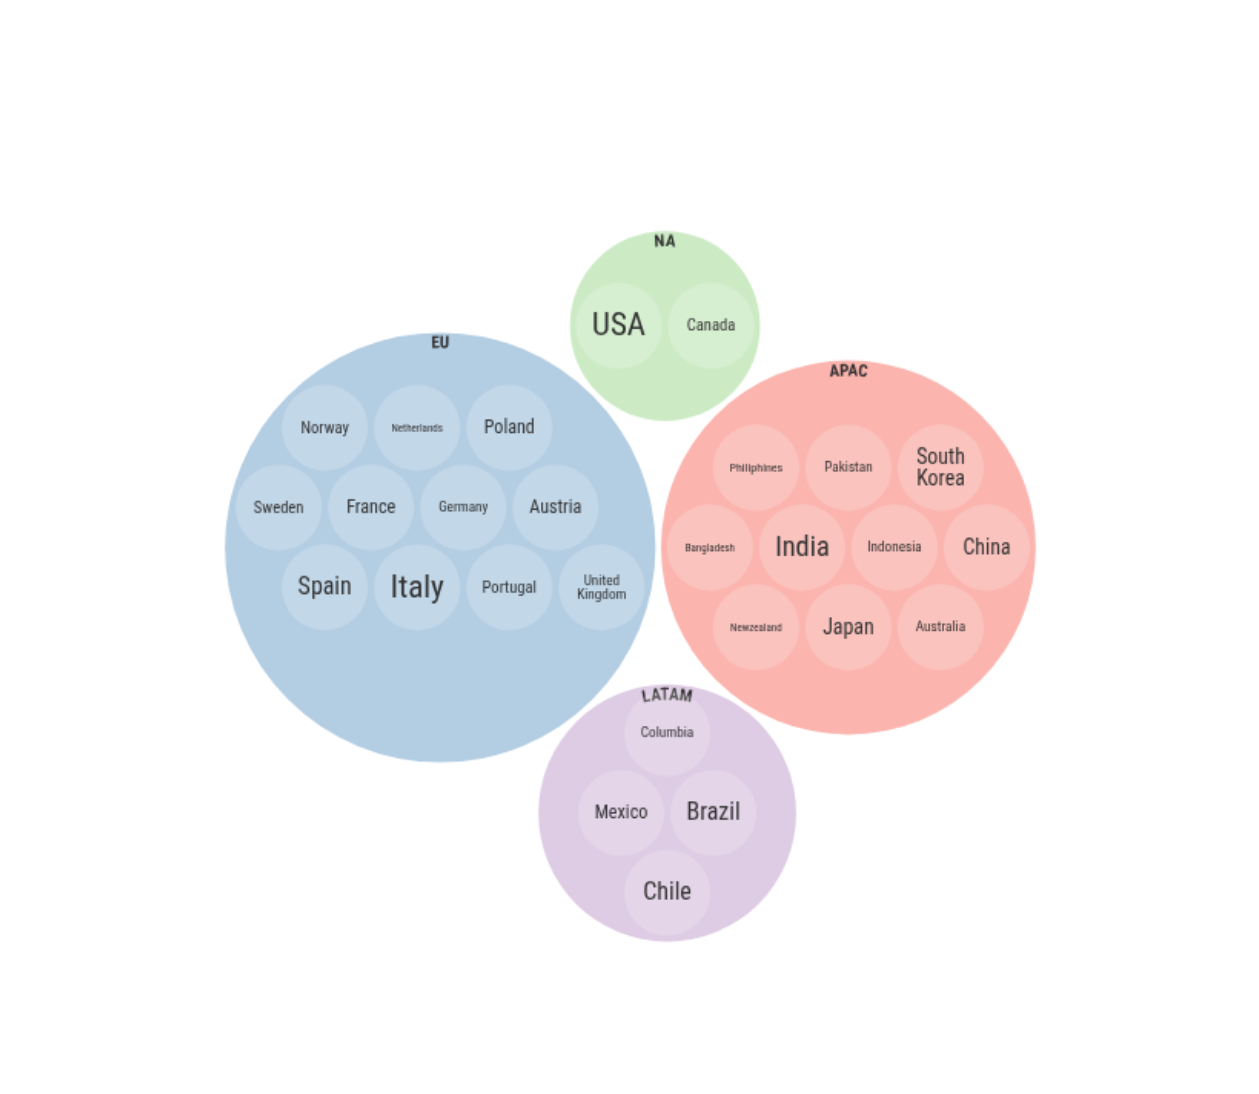 NA
USA
Canada
EU
Norway
Netherlands
Poland
Sweden
France
Germany
Austria
Spain
Italy
Portugal
United
Kingdom
APAC
Philiphines
Pakistan
South
Korea
Bangladesh
India
Indonesia
China
Newzealand
Japan
Australia
LATAM
Columbia
Mexico
Brazil
Chile